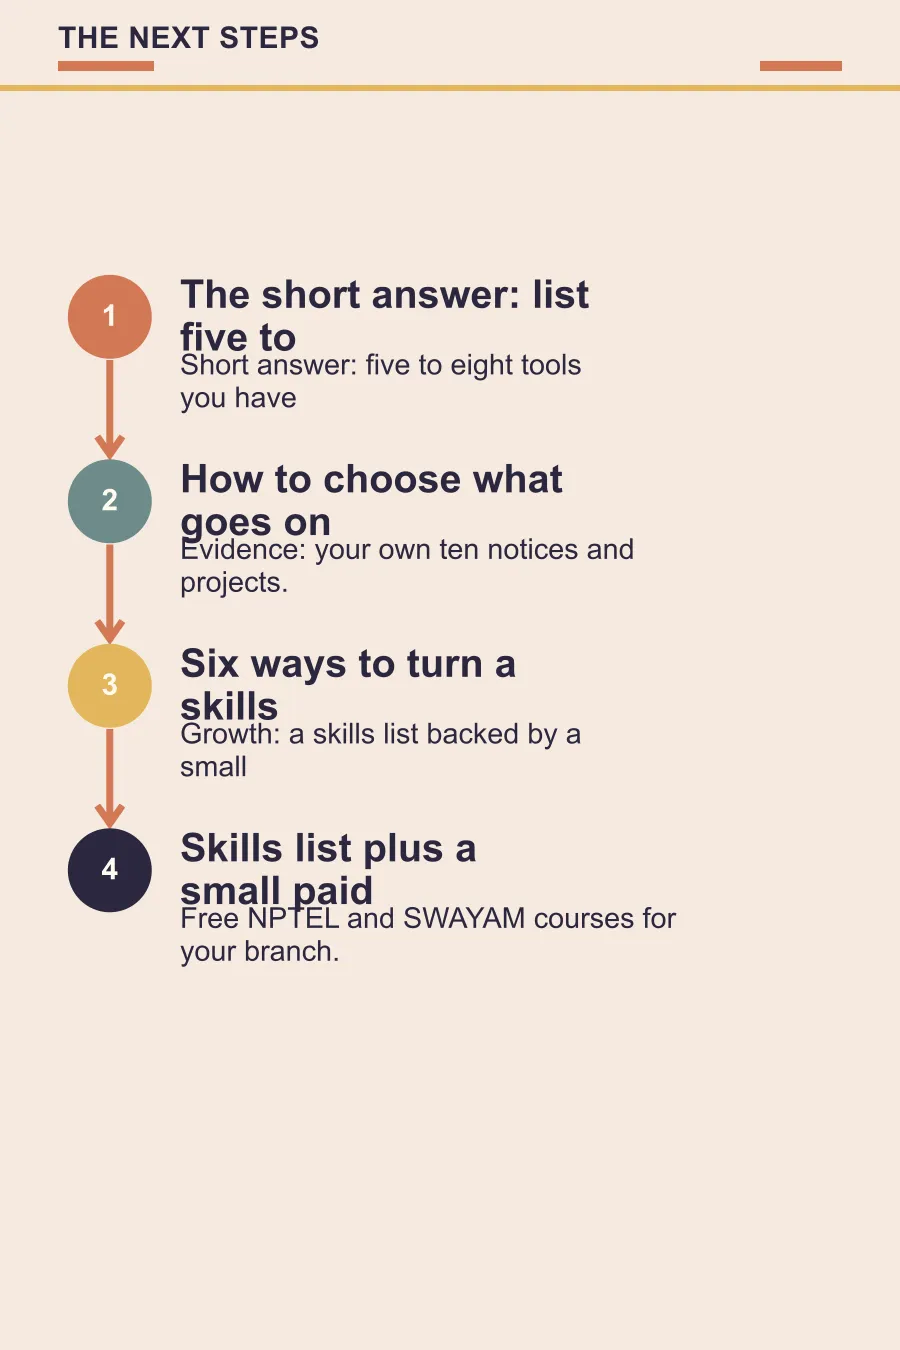 THE NEXT STEPS
1
The short answer: list
five to
Short answer: five to eight tools
you have
2
How to choose what
goes on
Evidence: your own ten notices and
projects.
3
Six ways to turn a
skills
Growth: a skills list backed by a
small
4
Skills list plus a
small paid
Free NPTEL and SWAYAM courses for
your branch.